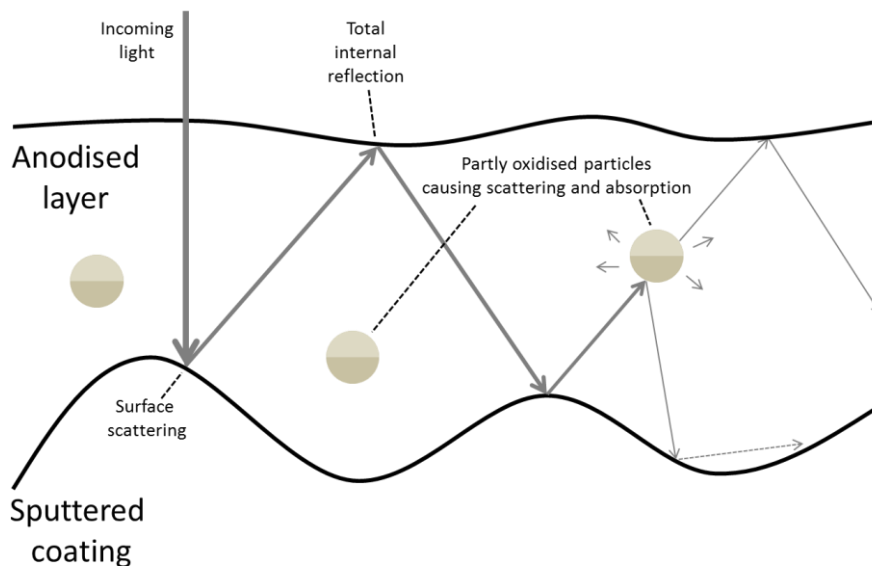 Incoming
light
Total
internal
reflection
Anodised
layer
Partly oxidised particles
causing scattering and absorption
Surface
scattering
Sputtered
coating